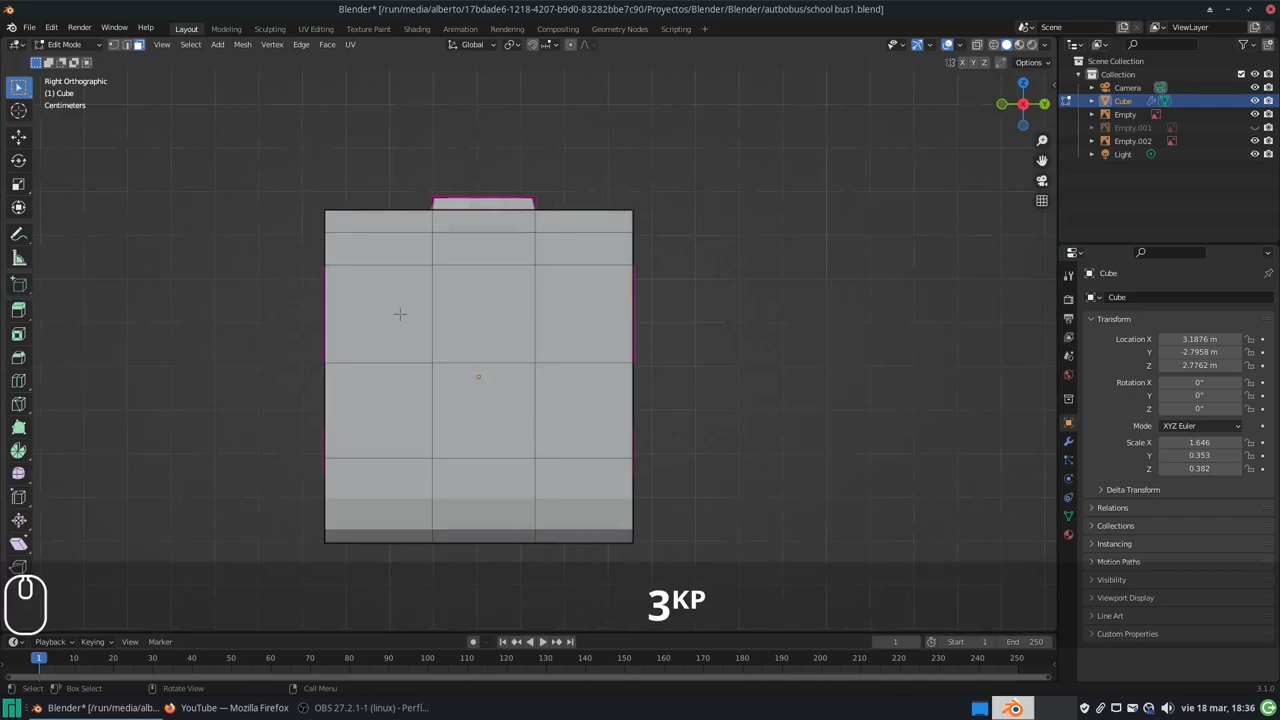 Blender* [/run/media/alberto/17bdade6-1218-4207-b9d0-83282bbe7c90/Proyectos/Blender/Blender/autbobus/school bus1.blend]
File Edit Render Window Help Layout Modeling Sculpting UV Editing Texture Paint Shading Animation Rendering Compositing Geometry Nodes Scripting Scene ViewLayer
Edit Mode View Select Add Mesh Vertex Edge Face UV Global
X Y Z Options
Right Orthographic
(1) Cube
Centimeters
Z
X Y
Scene Collection
Collection
Camera
Cube
Empty
Empty.001
Empty.002
Light
Cube
Cube
Transform
Location X 3.1876 m
Y -2.7958 m
Z 2.7762 m
Rotation X 0°
Y 0°
Z 0°
Mode XYZ Euler
Scale X 1.646
Y 0.353
Z 0.382
Delta Transform
Relations
Collections
Instancing
Motion Paths
Visibility
Viewport Display
Line Art
Custom Properties
3KP
Playback Keying View Marker 1 Start 1 End 250
1 10 20 30 40 50 60 70 80 90 100 110 120 130 140 150 160 170 180 190 200 210 220 230 240 250
Select Box Select Rotate View Call Menu 3.1.0
Blender* [/run/media/alb... YouTube — Mozilla Firefox OBS 27.2.1-1 (linux) - Perfi... vie 18 mar, 18:36